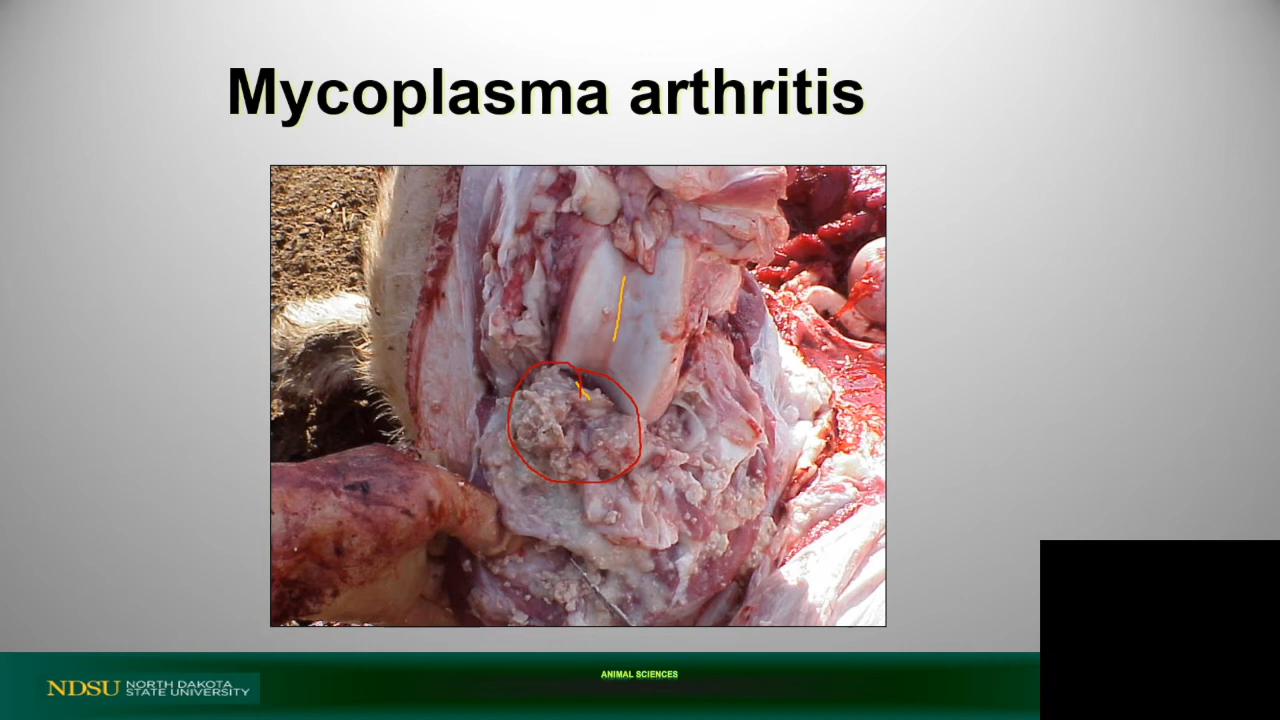 Mycoplasma arthritis
ANIMAL SCIENCES
NDSU NORTH DAKOTA
STATE UNIVERSITY